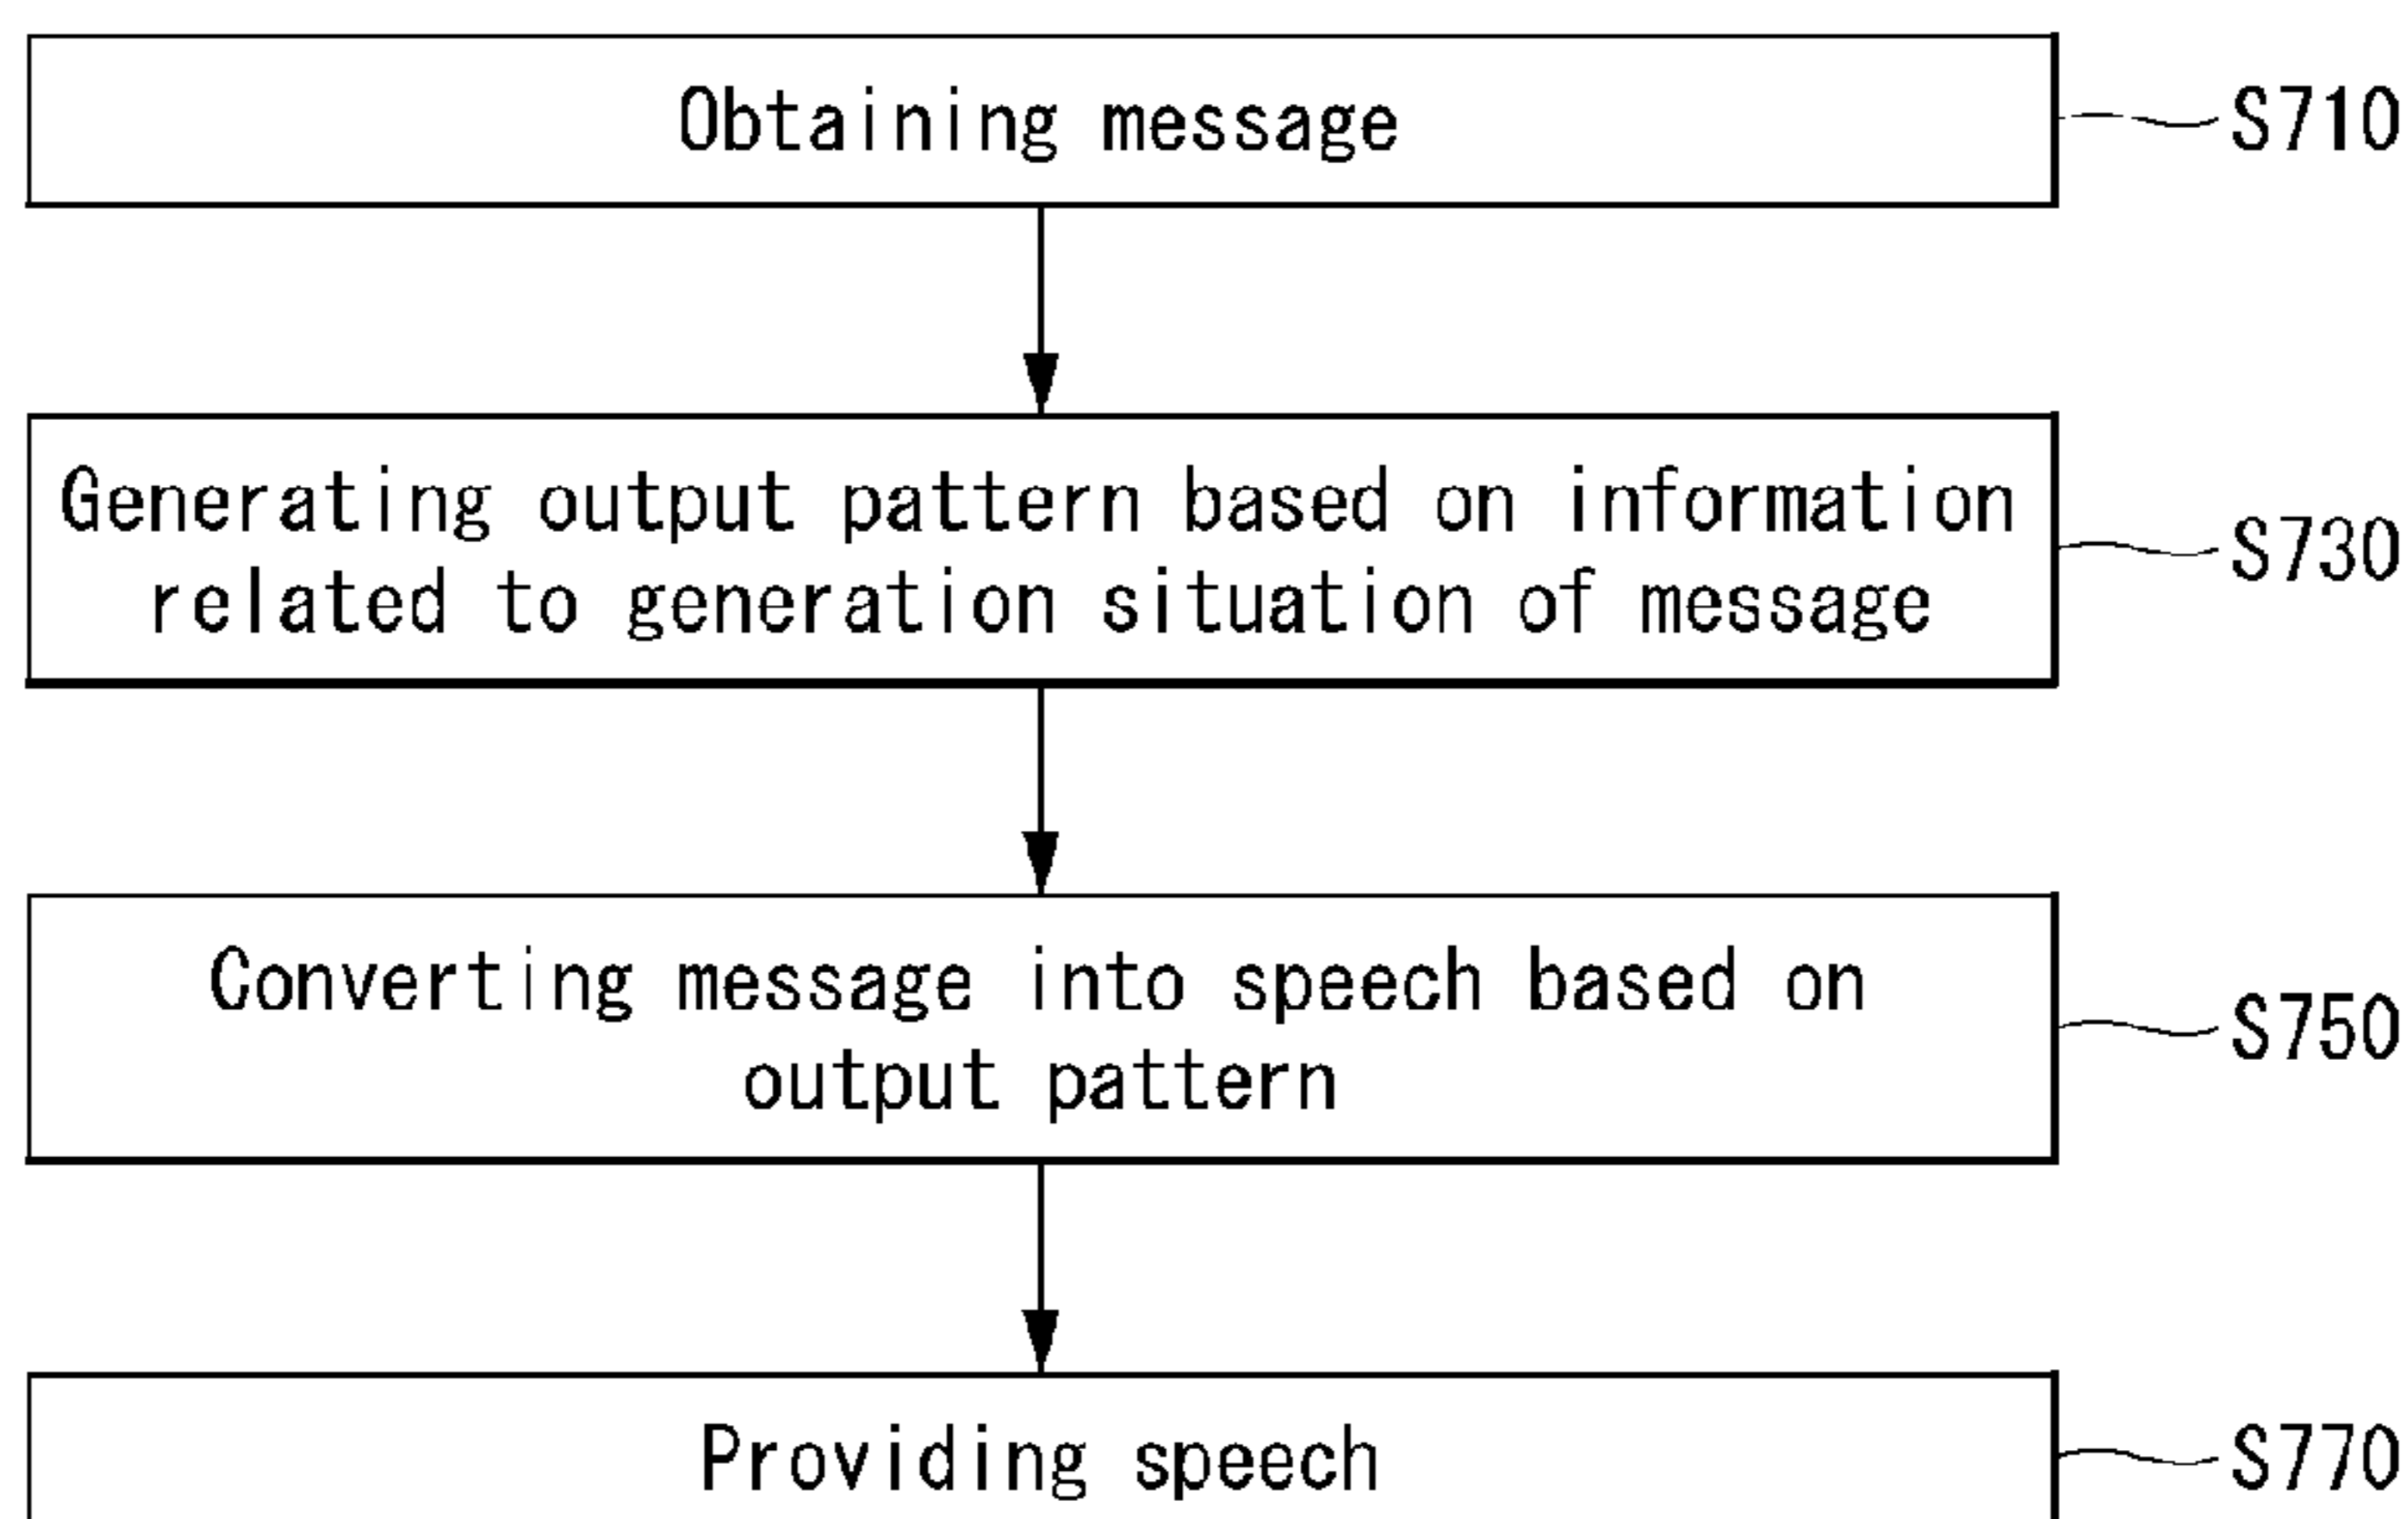 Obtaining message
S710
Generating output pattern based on information
related to generation situation of message
S730
Converting message into speech based on
output pattern
S750
Providing speech
S770